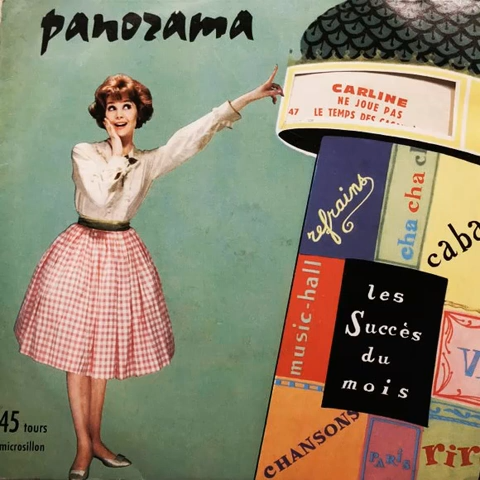 panorama
CARLINE
47 NE JOUE PAS
LE TEMPS DES
refrains
cha cha c
caba
music-hall
les
Succès
du
mois
V
CHANSONS
PARIS
rir
45 tours
microsillon